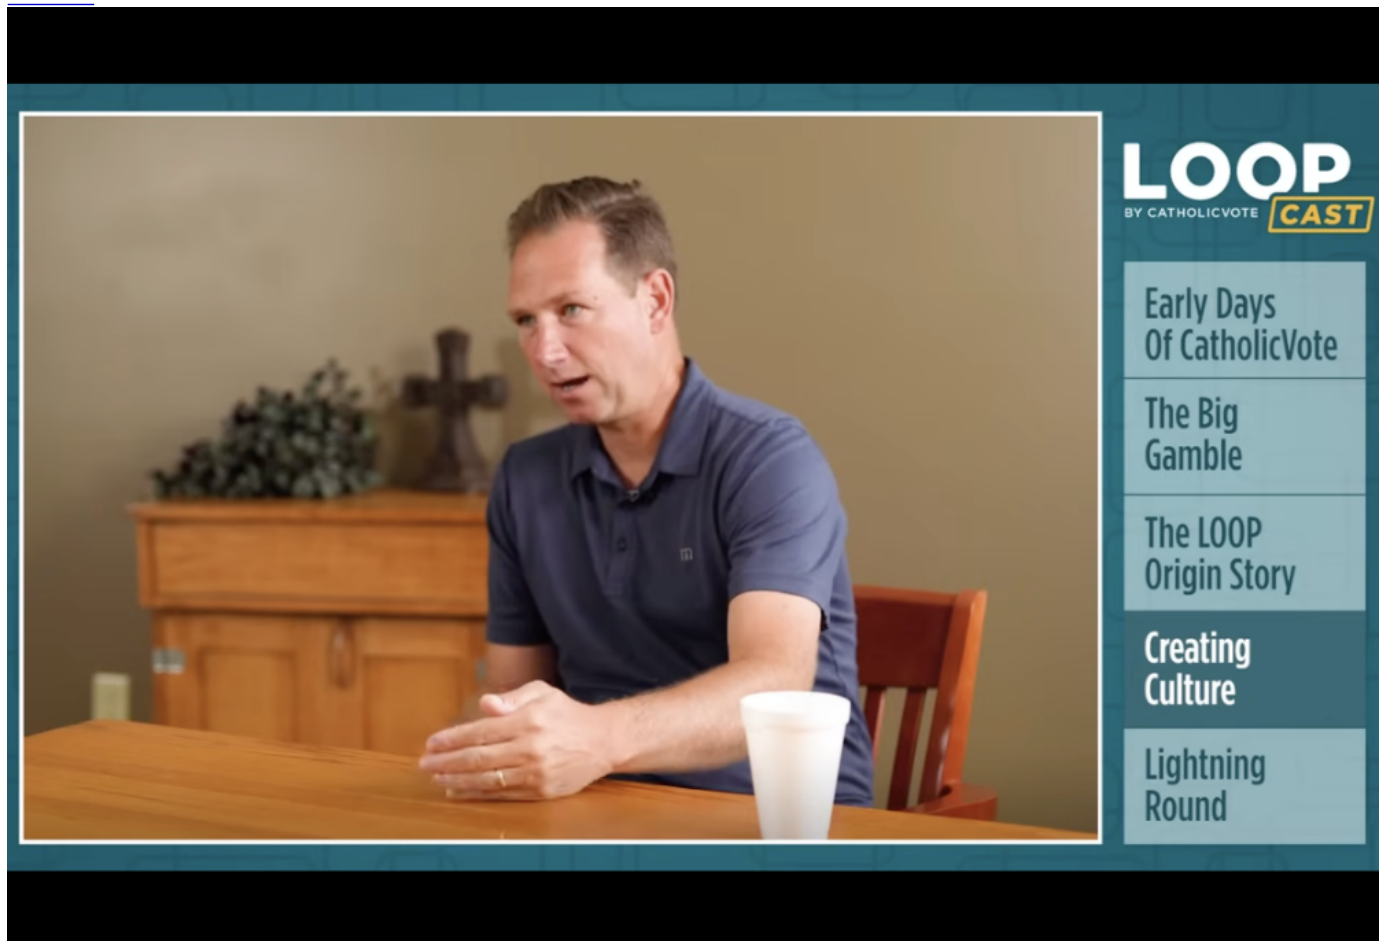 LOOP
BY CATHOLICVOTE
CAST
Early Days
Of CatholicVote
The Big
Gamble
The LOOP
Origin Story
Creating
Culture
Lightning
Round